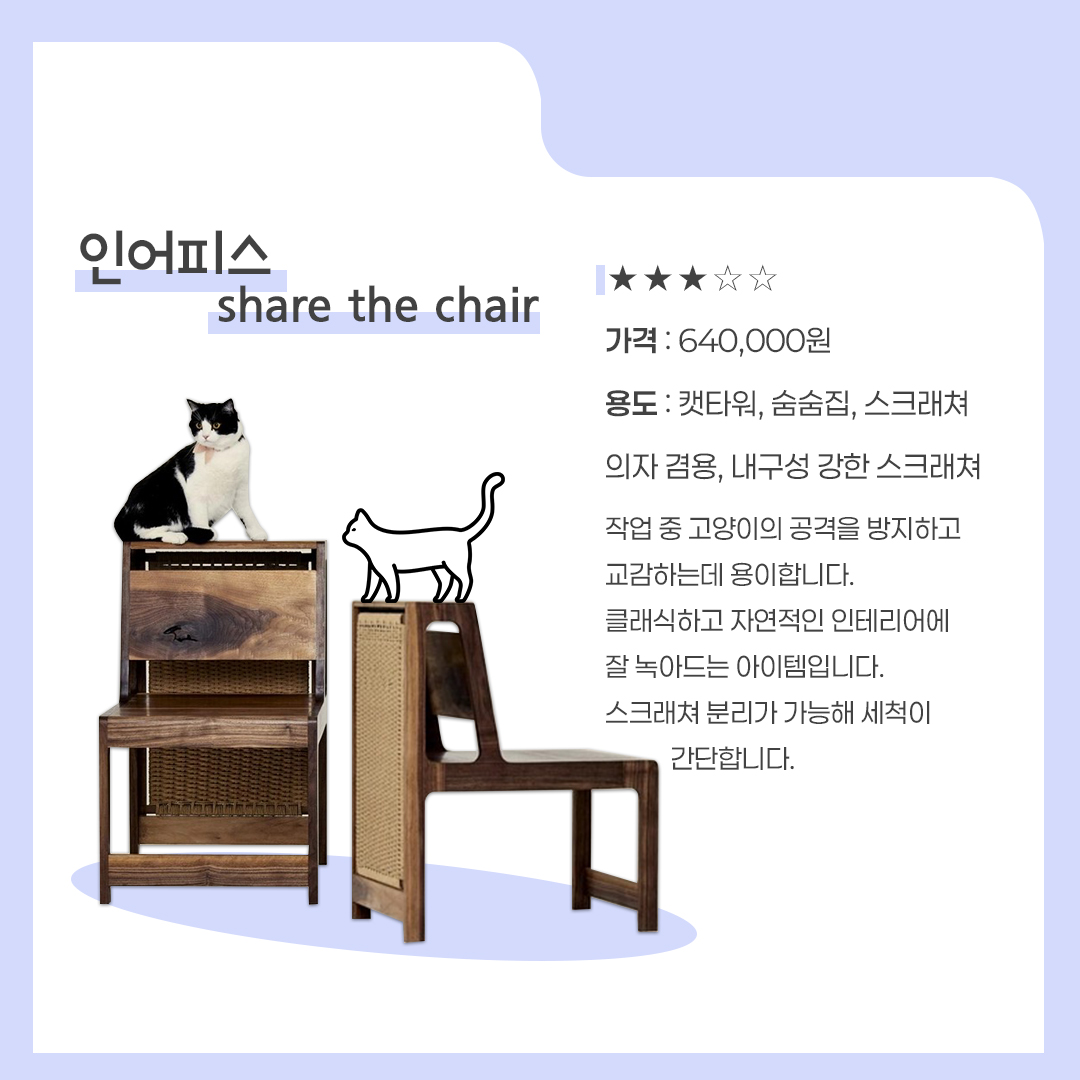 인어피스
share the chair
★★★☆☆
가격 : 640,000원
용도 : 캣타워, 숨숨집, 스크래쳐
의자 겸용, 내구성 강한 스크래쳐
작업 중 고양이의 공격을 방지하고
교감하는데 용이합니다.
클래식하고 자연적인 인테리어에
잘 녹아드는 아이템입니다.
스크래쳐 분리가 가능해 세척이
간단합니다.